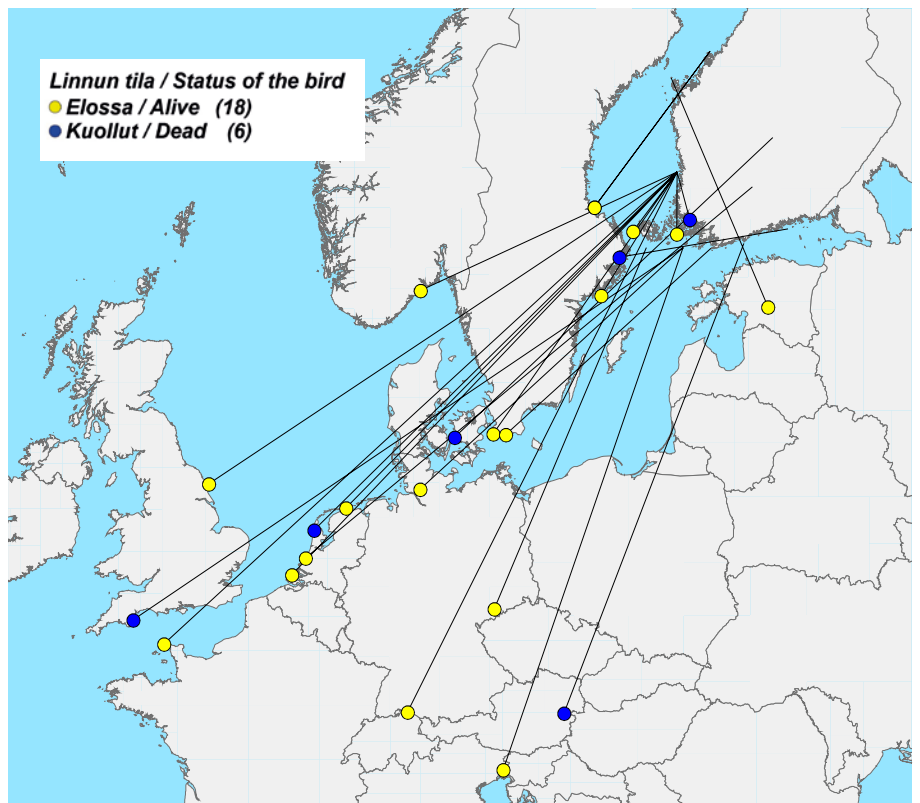 Linnun tila / Status of the bird
Elossa / Alive (18)
Kuollut / Dead (6)